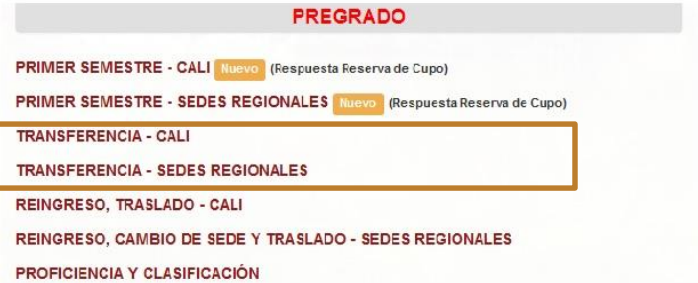 PREGRADO
PRIMER SEMESTRE - CALI Nuevo (Respuesta Reserva de Cupo)
PRIMER SEMESTRE - SEDES REGIONALES Nuevo (Respuesta Reserva de Cupo)
TRANSFERENCIA - CALI
TRANSFERENCIA - SEDES REGIONALES
REINGRESO, TRASLADO - CALI
REINGRESO, CAMBIO DE SEDE Y TRASLADO - SEDES REGIONALES
PROFICIENCIA Y CLASIFICACIÓN